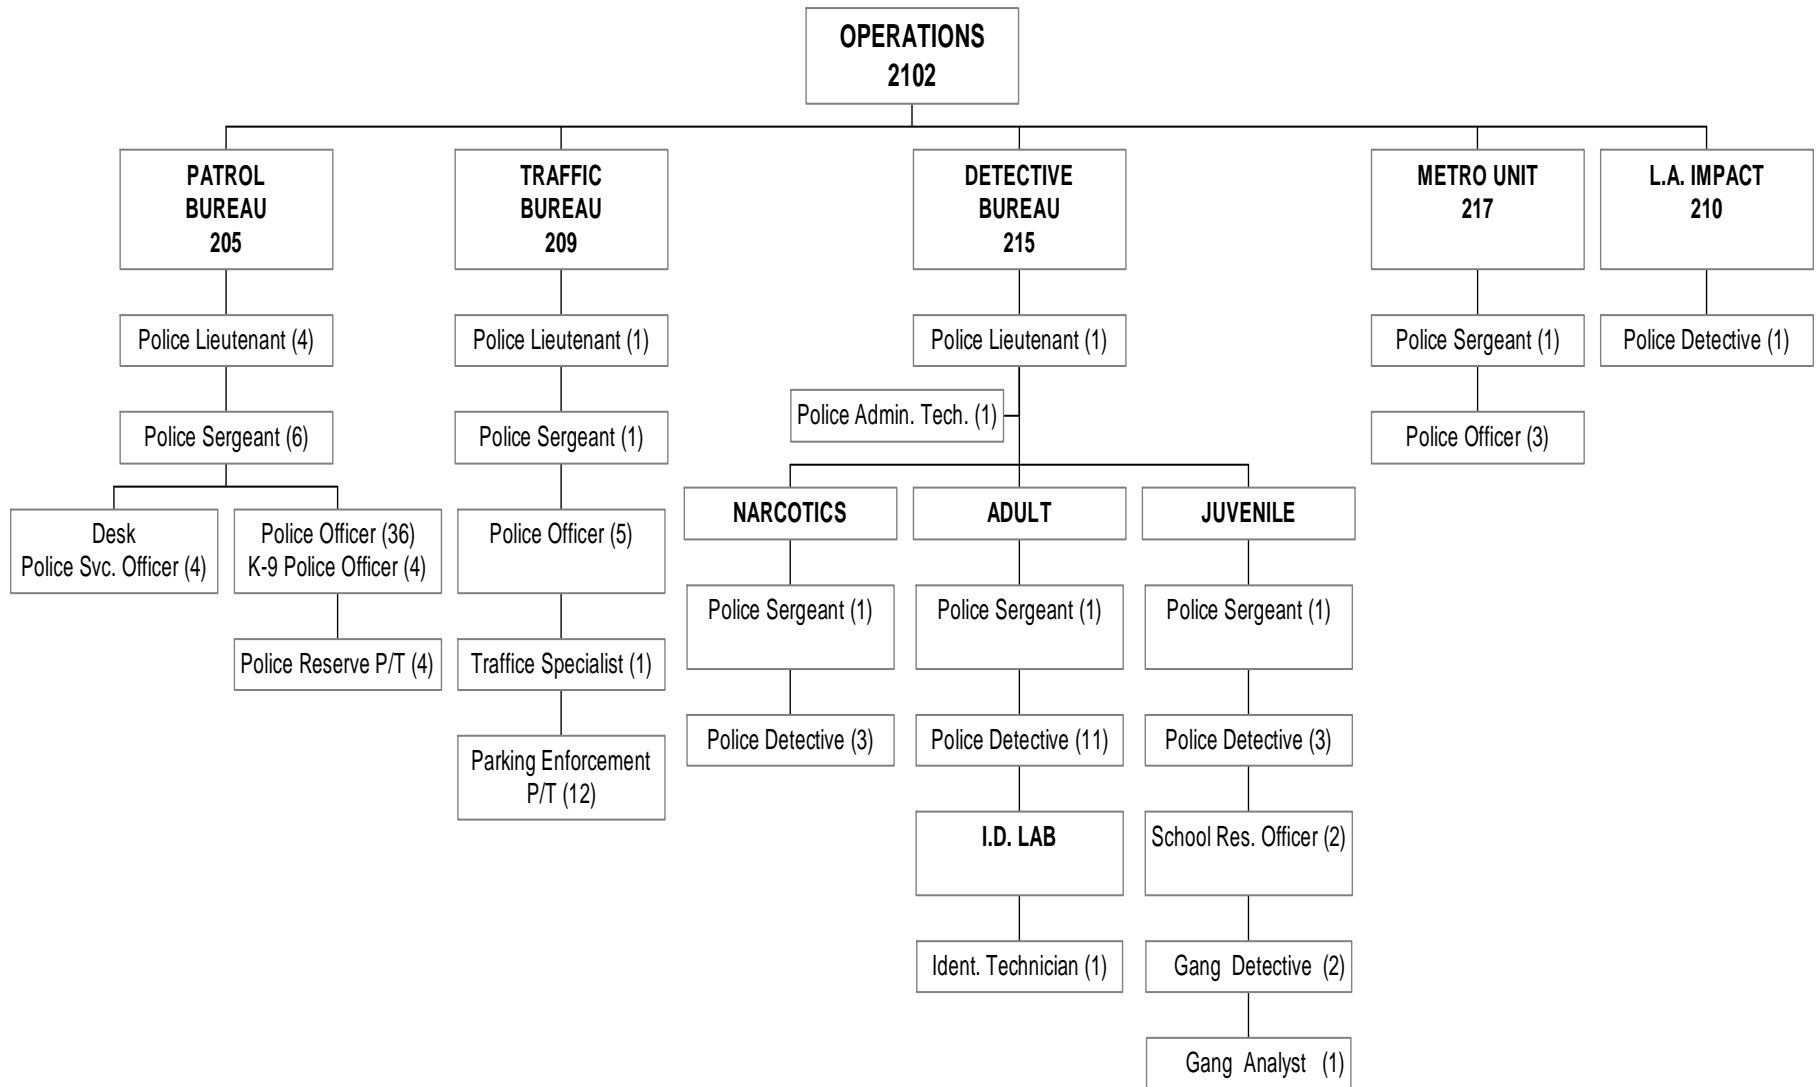 OPERATIONS
2102
PATROL
BUREAU
205
TRAFFIC
BUREAU
209
DETECTIVE
BUREAU
215
METRO UNIT
217
L.A. IMPACT
210
Police Lieutenant (4)
Police Lieutenant (1)
Police Lieutenant (1)
Police Sergeant (1)
Police Detective (1)
Police Admin. Tech. (1)
Police Sergeant (6)
Police Sergeant (1)
Police Officer (3)
NARCOTICS
ADULT
JUVENILE
Desk
Police Svc. Officer (4)
Police Officer (36)
K-9 Police Officer (4)
Police Officer (5)
Police Sergeant (1)
Police Sergeant (1)
Police Sergeant (1)
Police Reserve P/T (4)
Traffice Specialist (1)
Police Detective (3)
Police Detective (11)
Police Detective (3)
Parking Enforcement
P/T (12)
I.D. LAB
School Res. Officer (2)
Ident. Technician (1)
Gang Detective (2)
Gang Analyst (1)